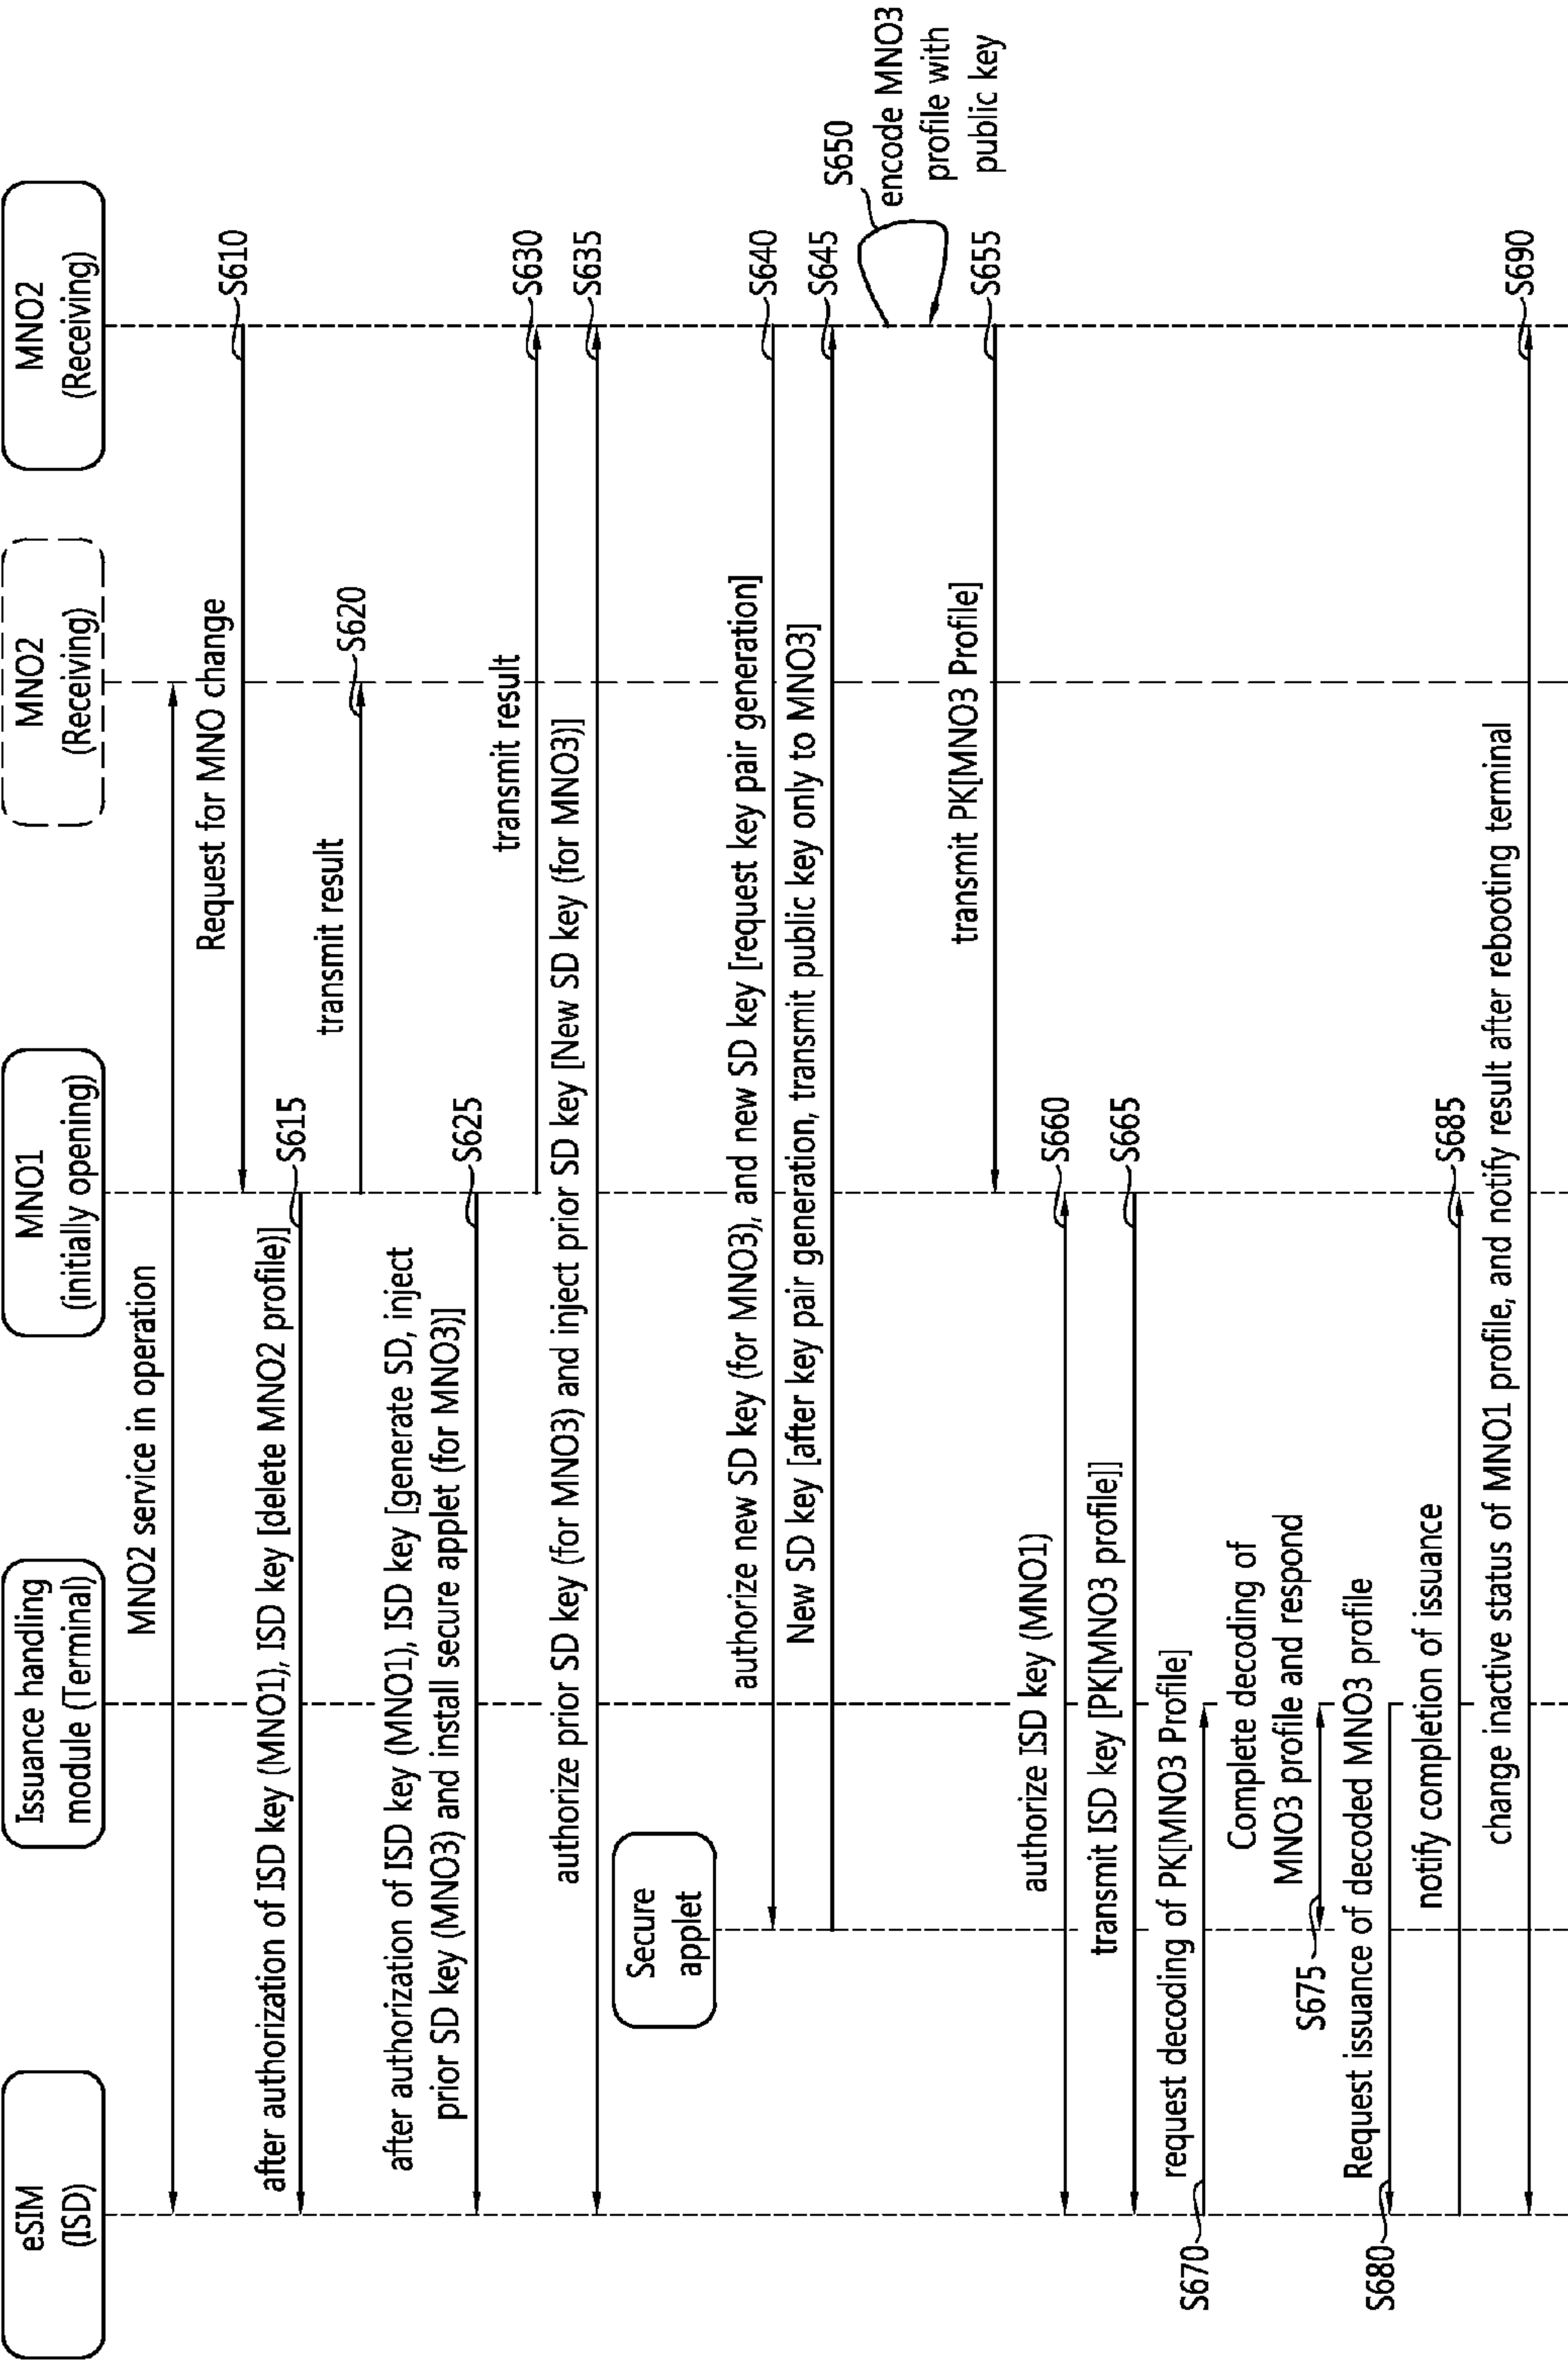 eSIM
(ISD)
Issuance handling
module (Terminal)
MNO1
(initially opening)
MNO2
(Receiving)
MNO2
(Receiving)
MNO2 service in operation
Request for MNO change
S610
after authorization of ISD key (MNO1), ISD key [delete MNO2 profile)]
S615
transmit result
S620
after authorization of ISD key (MNO1), ISD key [generate SD, inject
prior SD key (MNO3) and install secure applet (for MNO3)]
S625
transmit result
S630
authorize prior SD key (for MNO3) and inject prior SD key [New SD key (for MNO3)]
S635
Secure
applet
authorize new SD key (for MNO3), and new SD key [request key pair generation]
S640
New SD key [after key pair generation, transmit public key only to MNO3]
S645
S650
encode MNO3
profile with
public key
transmit PK[MNO3 Profile]
S655
authorize ISD key (MNO1)
S660
transmit ISD key [PK[MNO3 profile]]
S665
request decoding of PK[MNO3 Profile]
S670
Complete decoding of
MNO3 profile and respond
S675
Request issuance of decoded MNO3 profile
S680
notify completion of issuance
S685
change inactive status of MNO1 profile, and notify result after rebooting terminal
S690